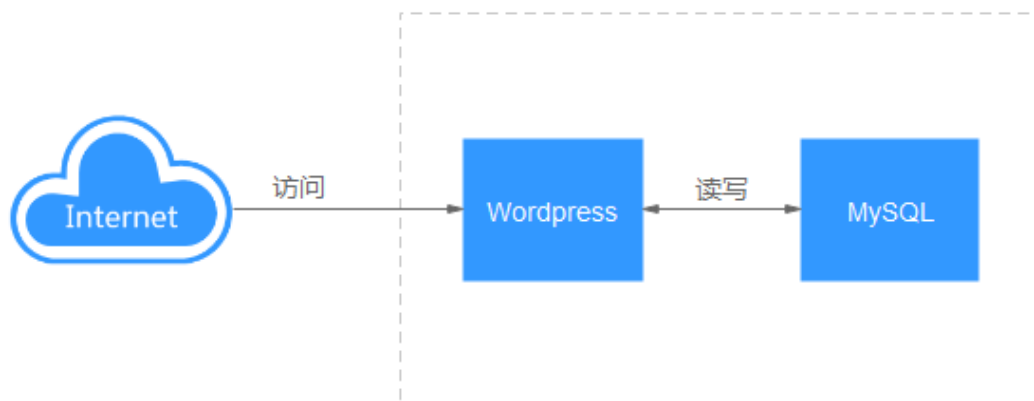 访问
Internet
Wordpress
读写
MySQL